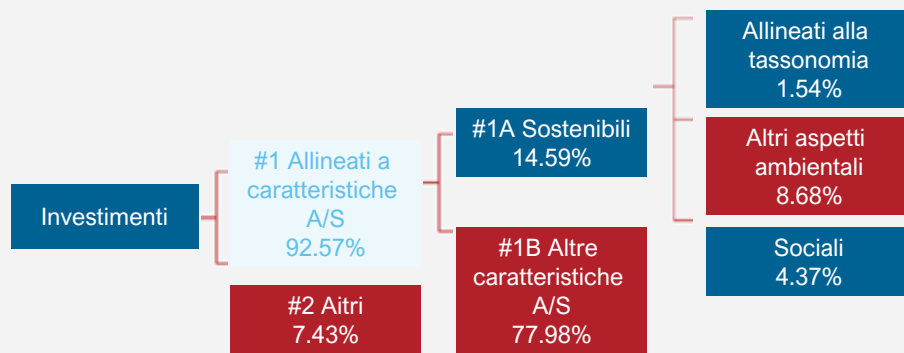 Investimenti
#1 Allineati a
caratteristiche
A/S
92.57%
#2 Aitri
7.43%
#1A Sostenibili
14.59%
#1B Altre
caratteristiche
A/S
77.98%
Allineati alla
tassonomia
1.54%
Altri aspetti
ambientali
8.68%
Sociali
4.37%